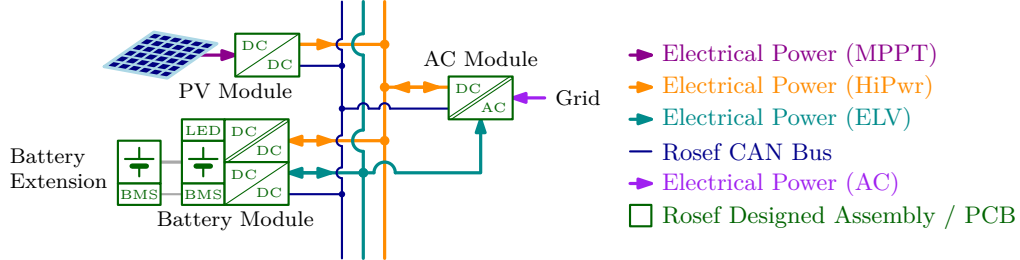 DC
DC
PV Module
AC Module
DC
AC
Grid
LED
DC
DC
Battery
Extension
BMS
BMS
DC
DC
Battery Module
Electrical Power (MPPT)
Electrical Power (HiPwr)
Electrical Power (ELV)
Rosef CAN Bus
Electrical Power (AC)
Rosef Designed Assembly / PCB